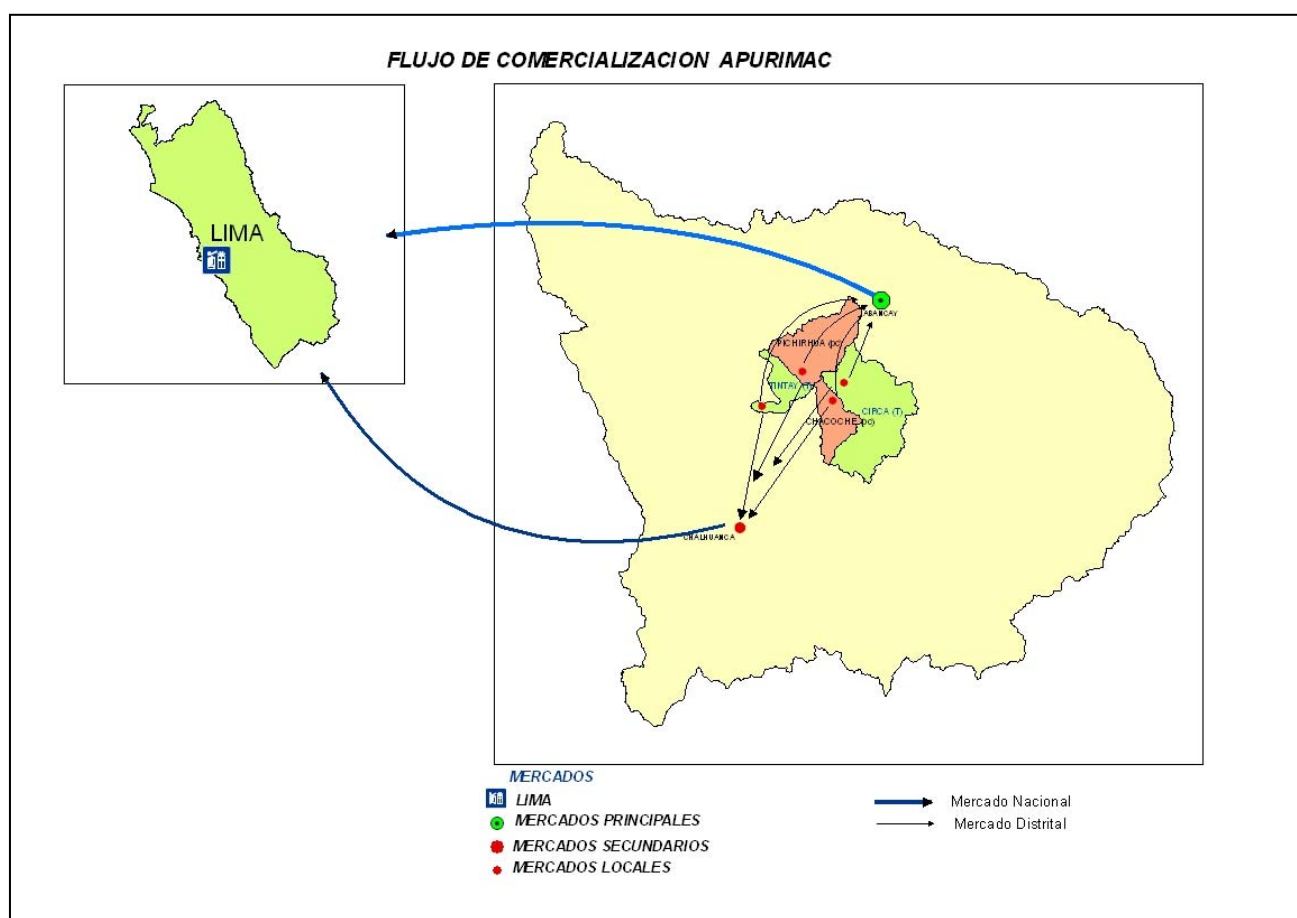 FLUJO DE COMERCIALIZACION APURIMAC
LIMA
ABANCAY
PICHIRHUA (pc)
TINTAY (T)
CIRCA (T)
CHACOCHE (pc)
CHALHUANCA
MERCADOS
LIMA
MERCADOS PRINCIPALES
MERCADOS SECUNDARIOS
MERCADOS LOCALES
Mercado Nacional
Mercado Distrital